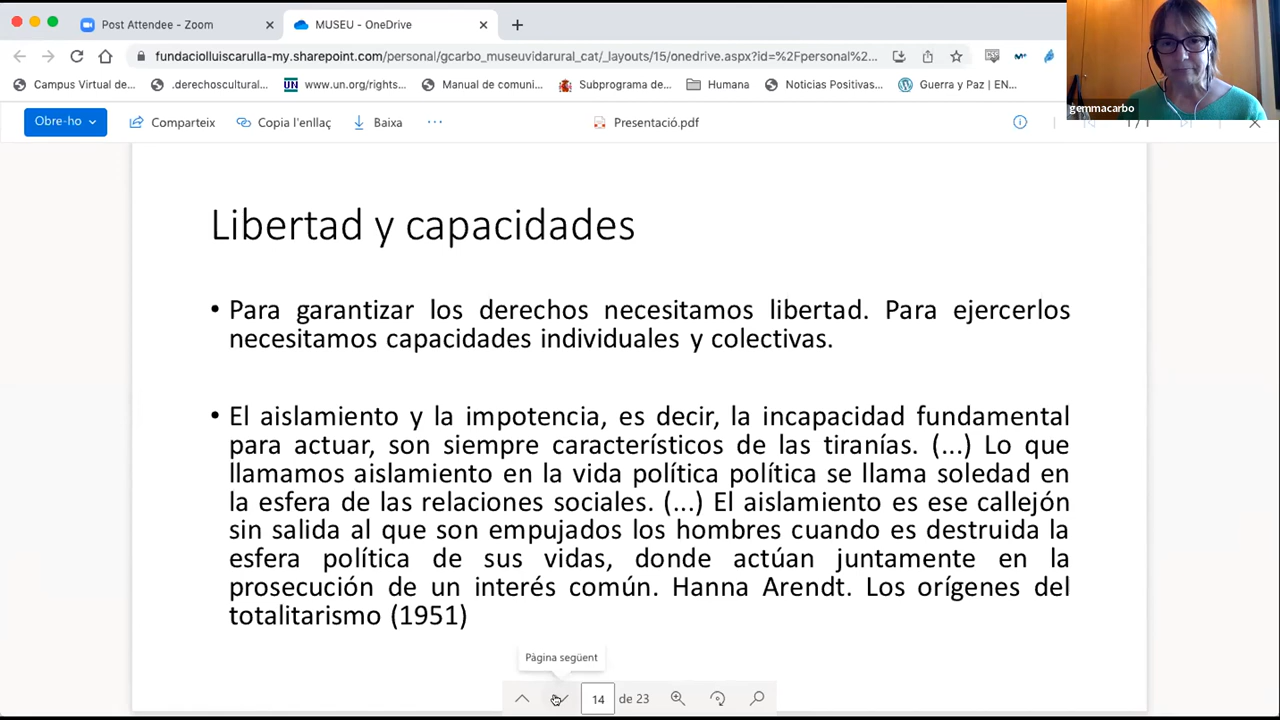 Post Attendee - Zoom
MUSEU - OneDrive
fundaciolluiscarulla-my.sharepoint.com/personal/gcarbo_museuvidarural_cat/_layouts/15/onedrive.aspx?id=%2Fpersonal%2...
Campus Virtual de...
.derechoscultural...
UN www.un.org/rights...
Manual de comuni...
Subprograma de...
Humana
Noticias Positivas...
Guerra y Paz | EN...
gemmacarbo
Obre-ho
Comparteix
Copia l'enllaç
Baixa
Presentació.pdf
1 / 1
Libertad y capacidades
• Para garantizar los derechos necesitamos libertad. Para ejercerlos
necesitamos capacidades individuales y colectivas.
• El aislamiento y la impotencia, es decir, la incapacidad fundamental
para actuar, son siempre característicos de las tiranías. (...) Lo que
llamamos aislamiento en la vida política política se llama soledad en
la esfera de las relaciones sociales. (...) El aislamiento es ese callejón
sin salida al que son empujados los hombres cuando es destruida la
esfera política de sus vidas, donde actúan juntamente en la
prosecución de un interés común. Hanna Arendt. Los orígenes del
totalitarismo (1951)
Pàgina següent
14 de 23